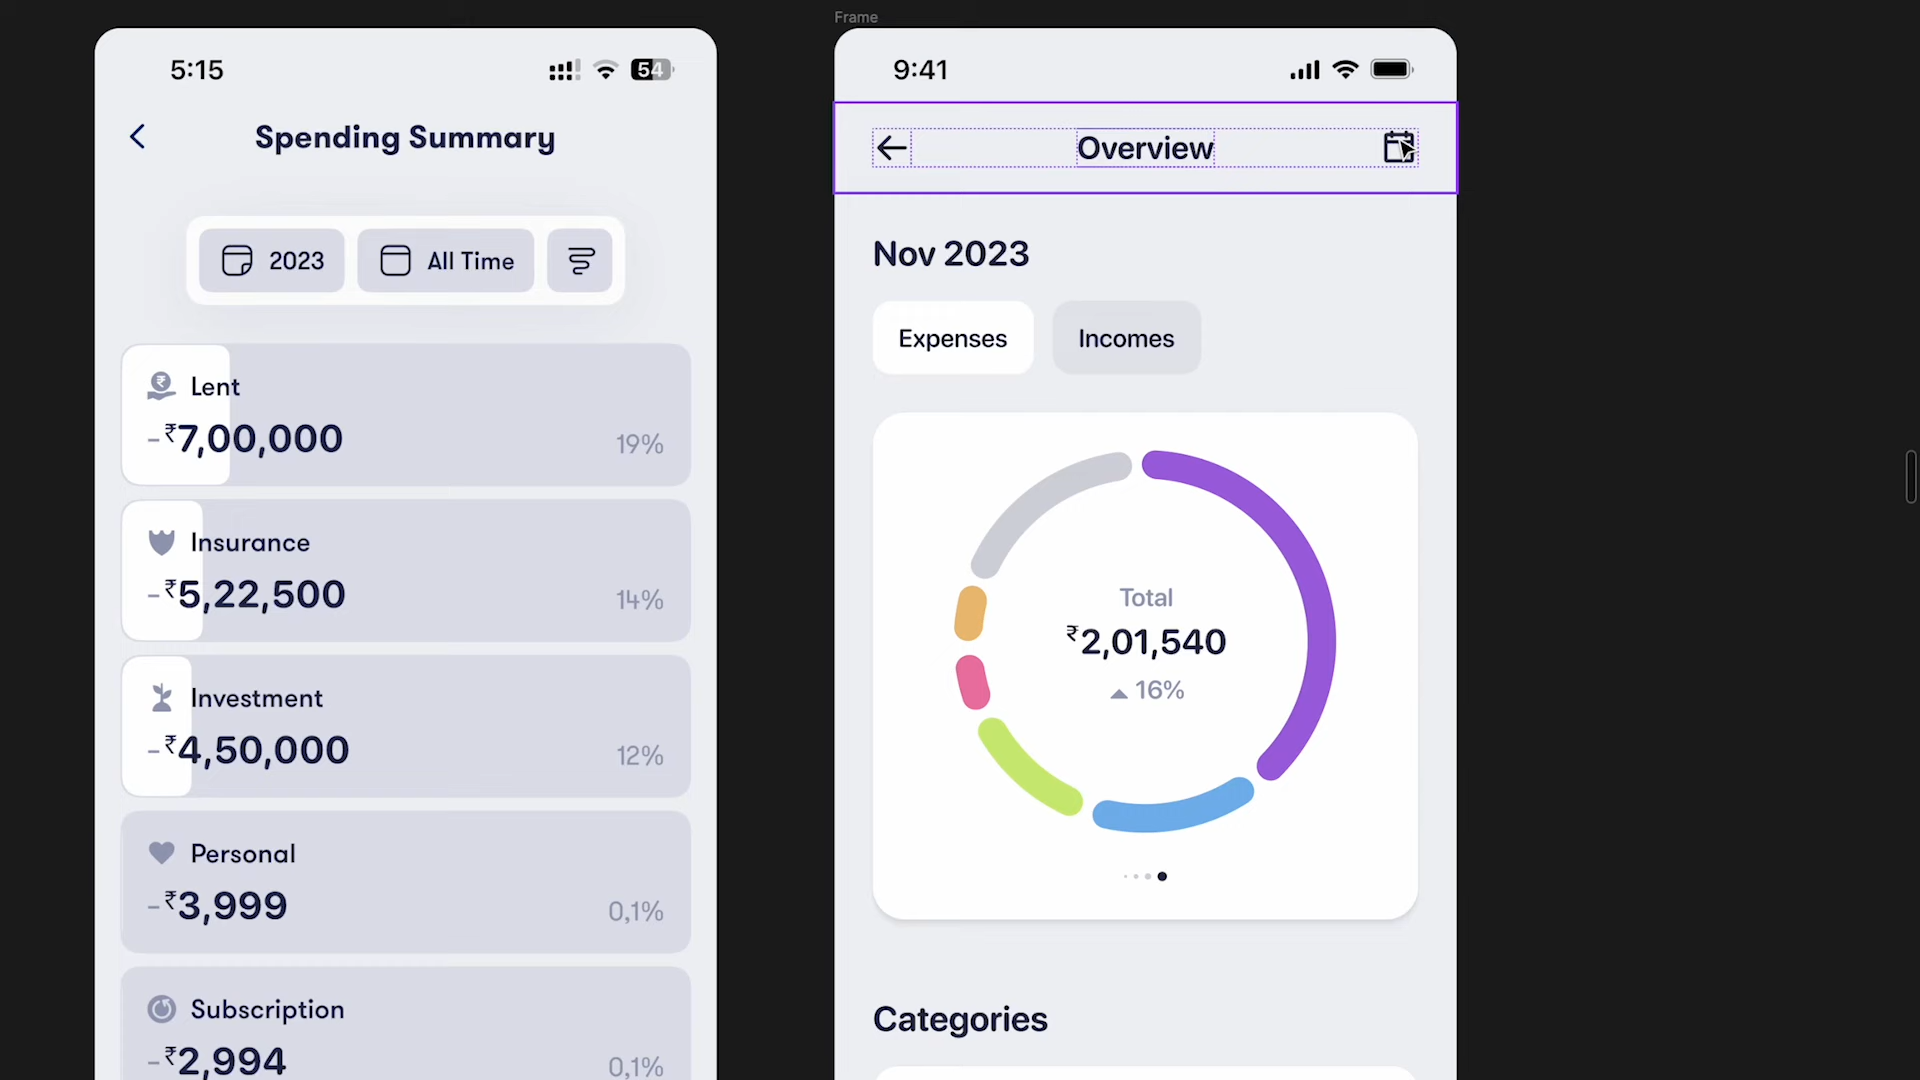 Frame
5:15
54
Spending Summary
2023
All Time
Lent
-₹7,00,000
19%
Insurance
-₹5,22,500
14%
Investment
-₹4,50,000
12%
Personal
-₹3,999
0,1%
Subscription
-₹2,994
0,1%
9:41
Overview
Nov 2023
Expenses
Incomes
Total
₹2,01,540
16%
Categories